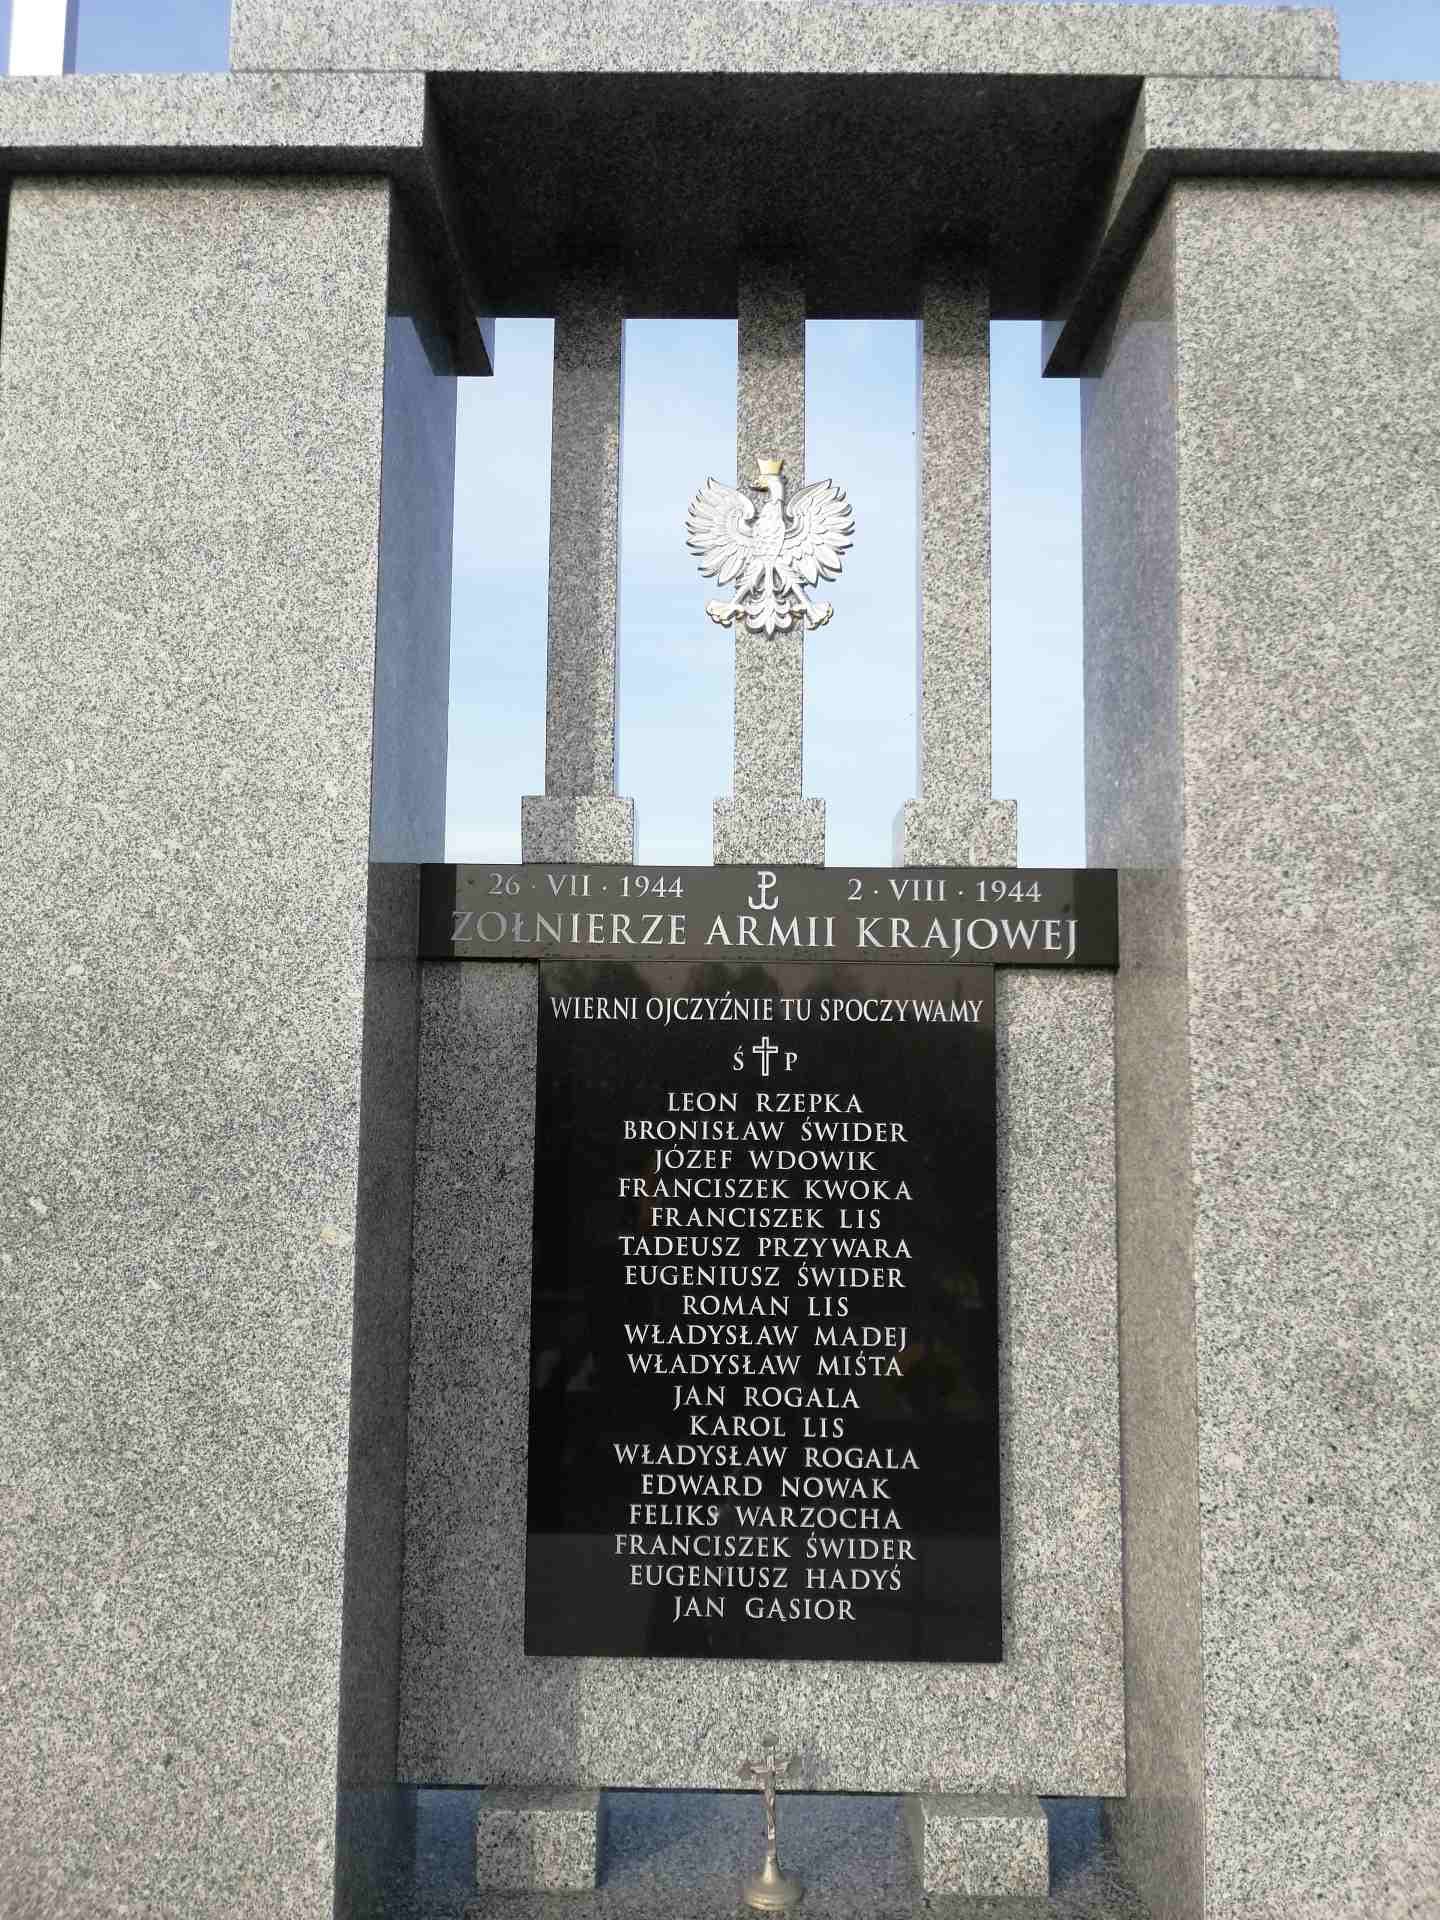 26 · VII · 1944 2 · VIII · 1944
ŻOŁNIERZE ARMII KRAJOWEJ
WIERNI OJCZYŹNIE TU SPOCZYWAMY
Ś P
LEON RZEPKA
BRONISŁAW ŚWIDER
JÓZEF WDOWIK
FRANCISZEK KWOKA
FRANCISZEK LIS
TADEUSZ PRZYWARA
EUGENIUSZ ŚWIDER
ROMAN LIS
WŁADYSŁAW MADEJ
WŁADYSŁAW MIŚTA
JAN ROGALA
KAROL LIS
WŁADYSŁAW ROGALA
EDWARD NOWAK
FELIKS WARZOCHA
FRANCISZEK ŚWIDER
EUGENIUSZ HADYŚ
JAN GĄSIOR